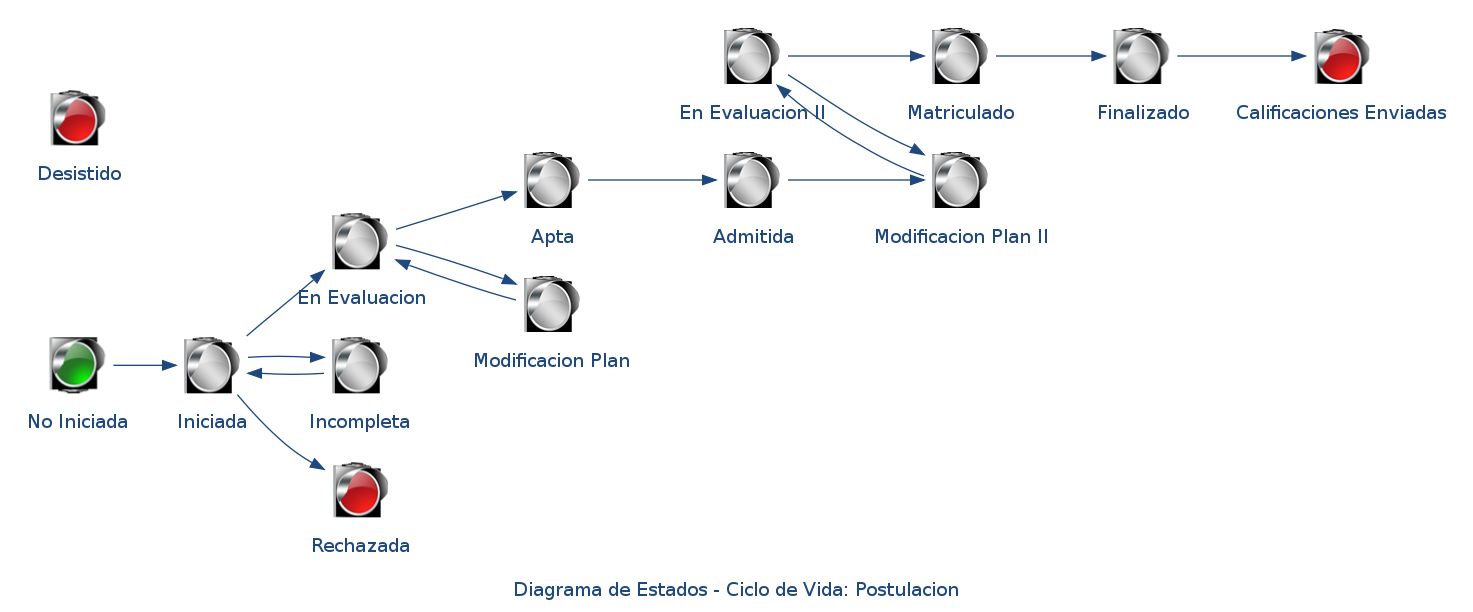 En Evaluacion II
Matriculado
Finalizado
Calificaciones Enviadas
Desistido
Apta
Admitida
Modificacion Plan II
En Evaluacion
Modificacion Plan
No Iniciada
Iniciada
Incompleta
Rechazada
Diagrama de Estados - Ciclo de Vida: Postulacion